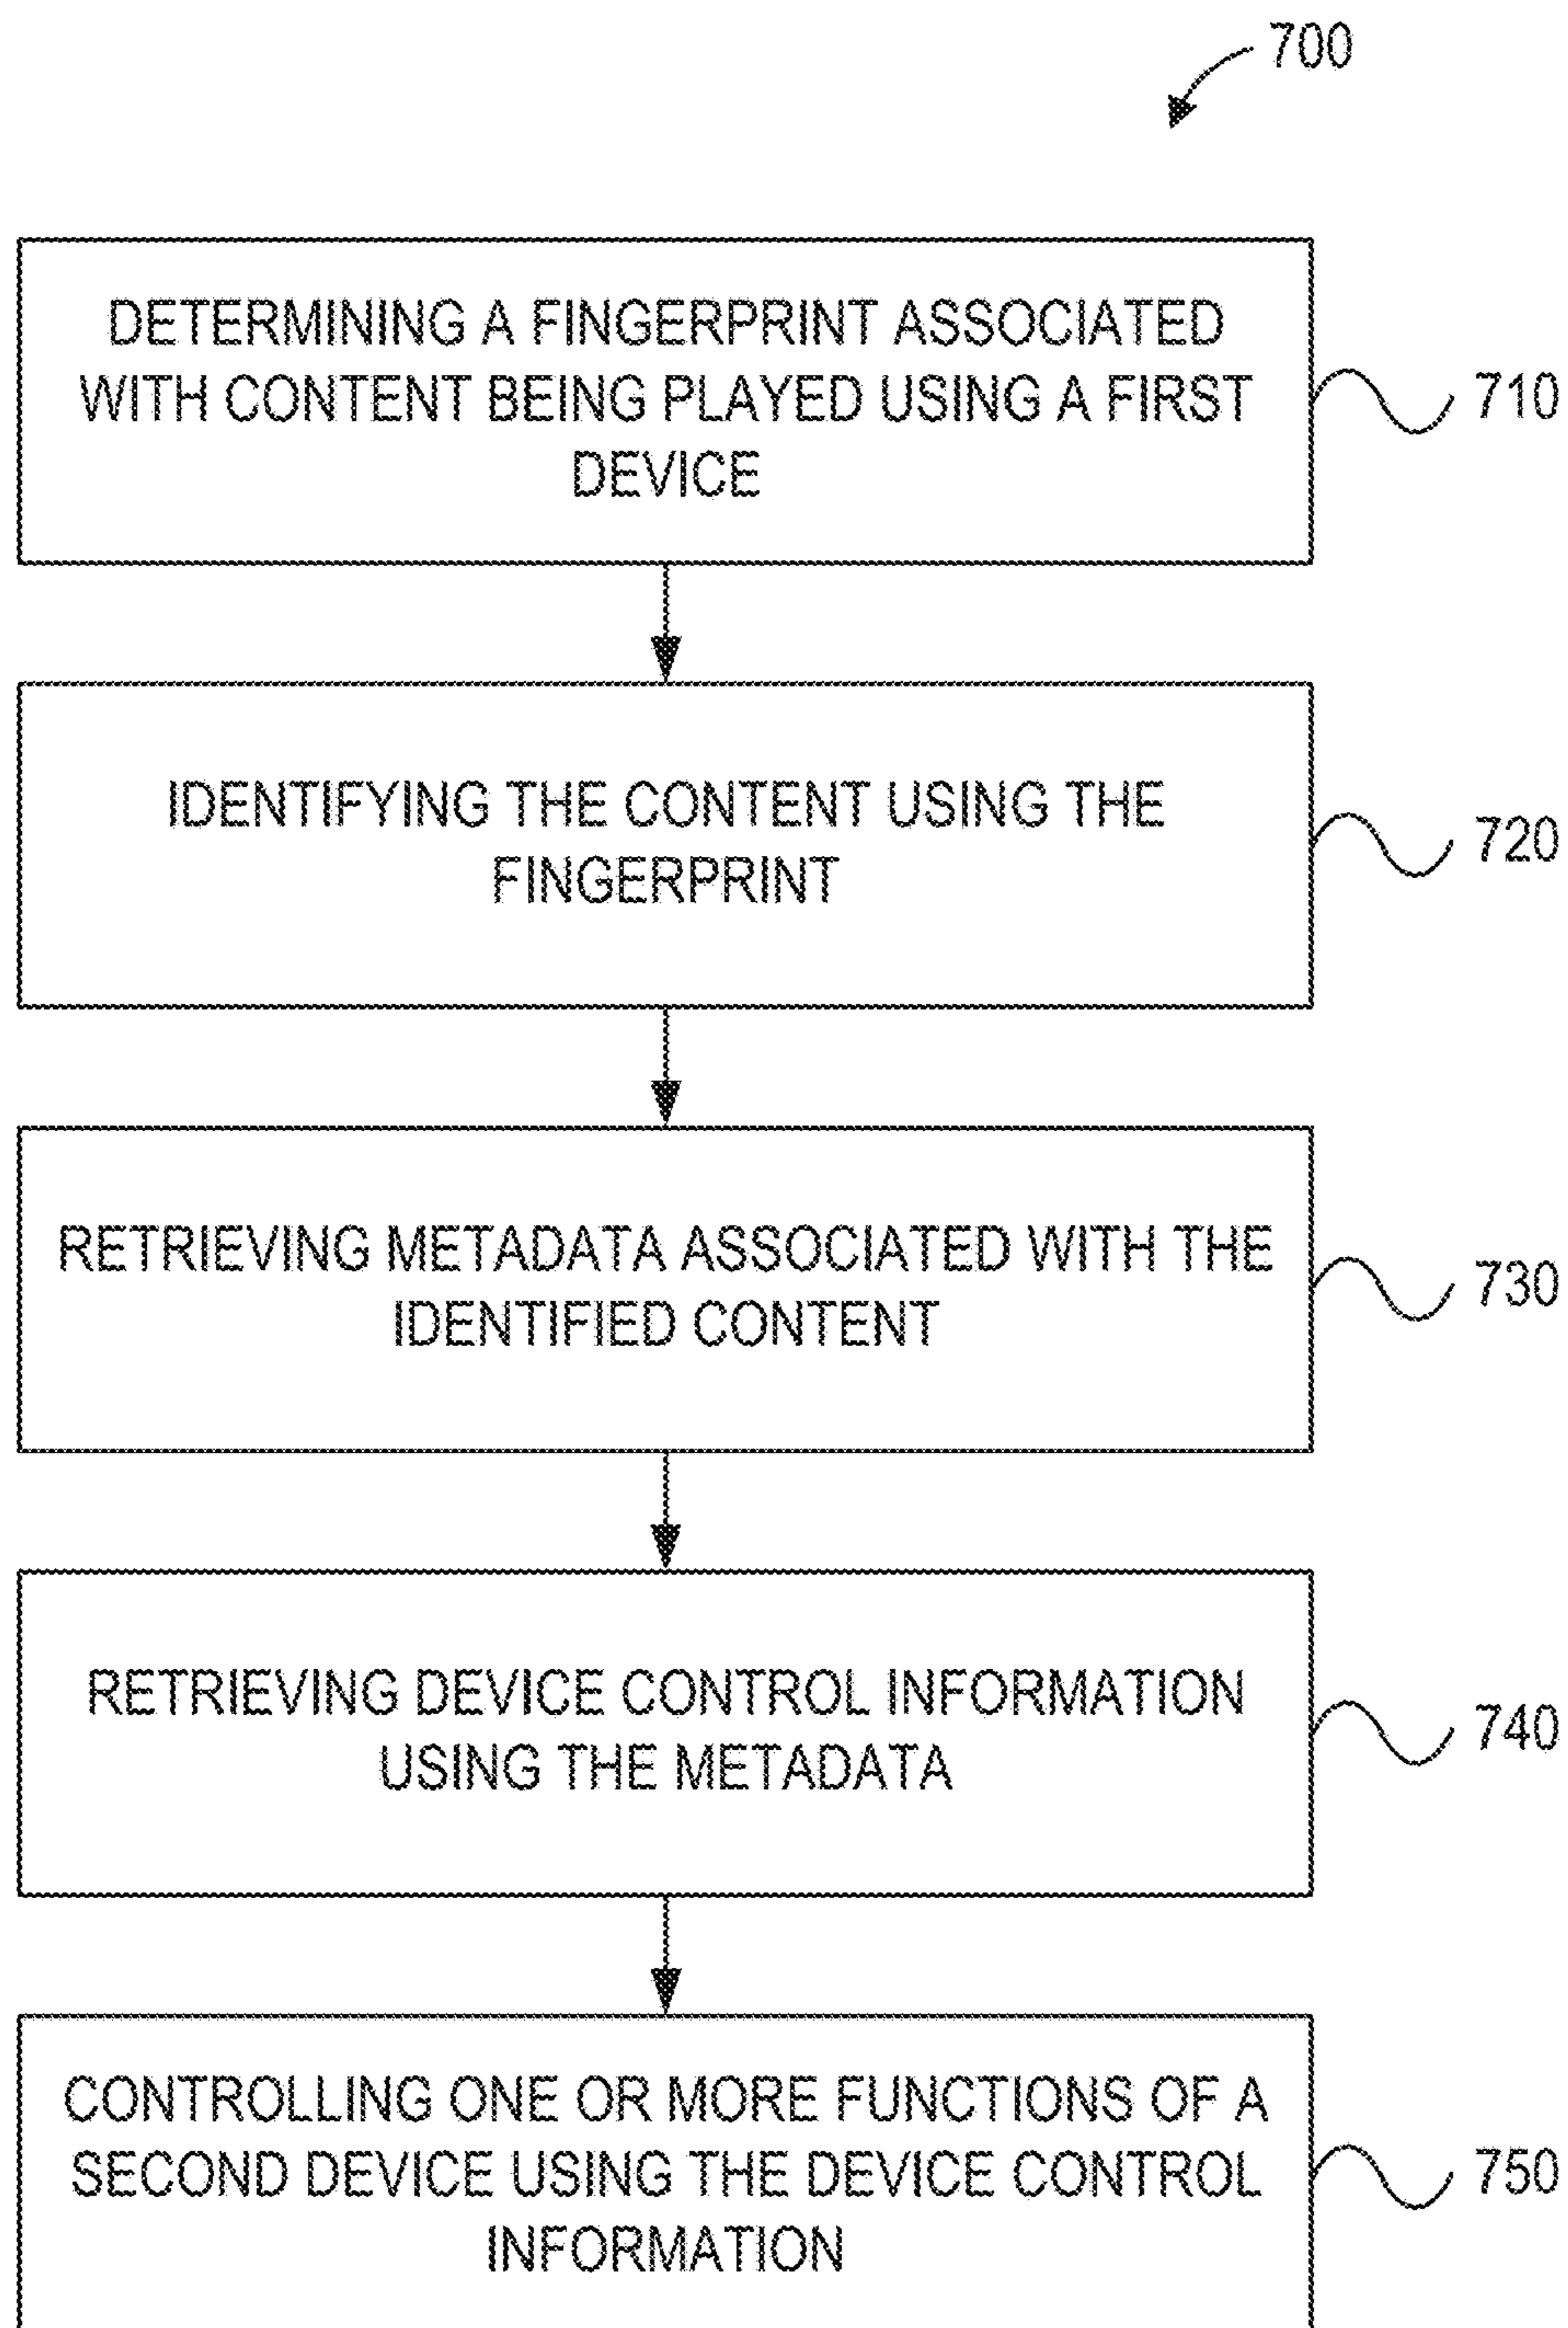 700
DETERMINING A FINGERPRINT ASSOCIATED
WITH CONTENT BEING PLAYED USING A FIRST
DEVICE
710
IDENTIFYING THE CONTENT USING THE
FINGERPRINT
720
RETRIEVING METADATA ASSOCIATED WITH THE
IDENTIFIED CONTENT
730
RETRIEVING DEVICE CONTROL INFORMATION
USING THE METADATA
740
CONTROLLING ONE OR MORE FUNCTIONS OF A
SECOND DEVICE USING THE DEVICE CONTROL
INFORMATION
750